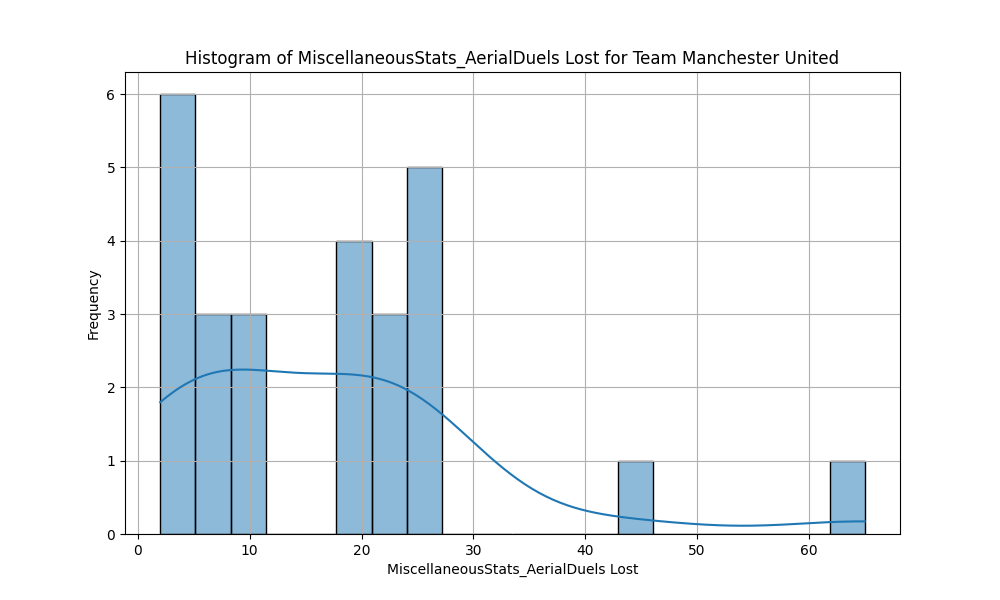 Histogram of MiscellaneousStats_AerialDuels Lost for Team Manchester United
6
5
4
3
2
1
0
Frequency
0 10 20 30 40 50 60
MiscellaneousStats_AerialDuels Lost